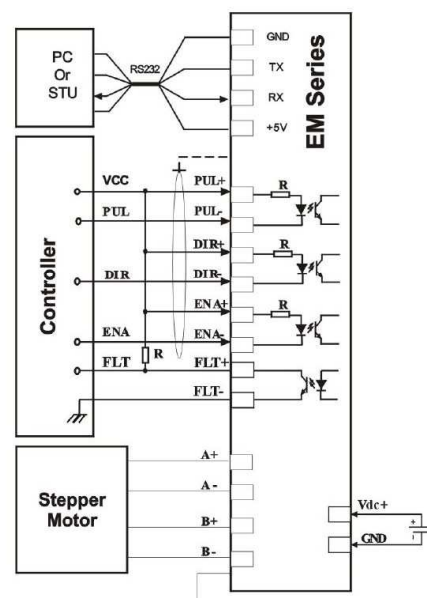 PC
Or
STU
RS232
GND
TX
RX
+5V
EM Series
Controller
VCC
PUL+
R
PUL
PUL-
DIR+
R
DIR
DIR-
ENA+
R
ENA
ENA-
FLT
R
FLT+
FLT-
Stepper
Motor
A+
A-
B+
B-
Vdc+
+
-
GND